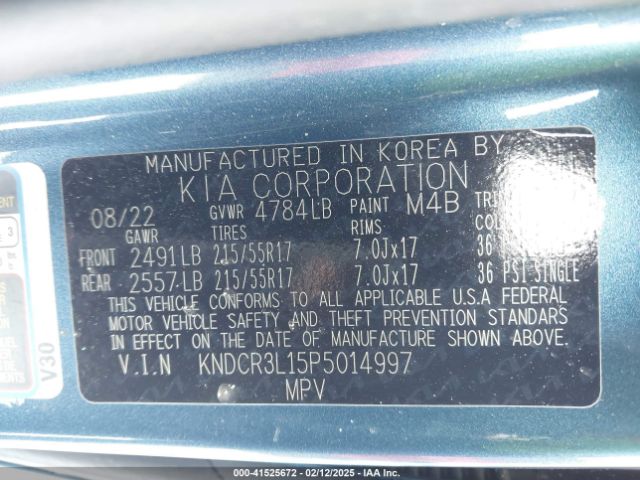 MANUFACTURED IN KOREA BY
KIA CORPORATION
08/22 GVWR 4784LB PAINT M4B
GAWR TIRES RIMS
FRONT 2491LB 215/55R17 7.0Jx17 36
REAR 2557LB 215/55R17 7.0Jx17 36 PSI SINGLE
THIS VEHICLE CONFORMS TO ALL APPLICABLE U.S.A FEDERAL
MOTOR VEHICLE SAFETY AND THEFT PREVENTION STANDARDS
IN EFFECT ON THE DATE OF MANUFACTURE SHOWN ABOVE.
V.I.N KNDCR3L15P5014997
MPV
V30
3
000-41525672 - 02/12/2025 - IAA Inc.